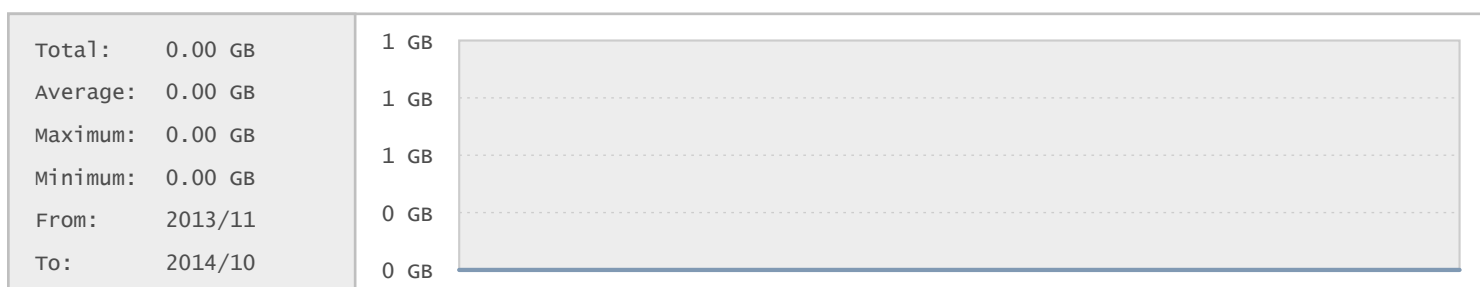 Total: 0.00 GB
Average: 0.00 GB
Maximum: 0.00 GB
Minimum: 0.00 GB
From: 2013/11
To: 2014/10
1 GB
1 GB
1 GB
0 GB
0 GB